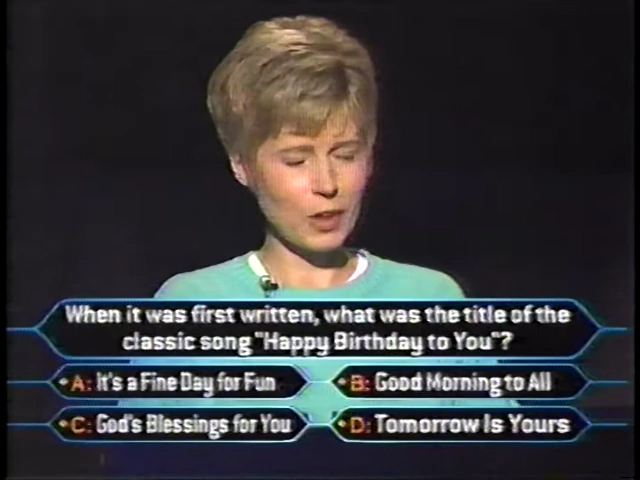 When it was first written, what was the title of the
classic song "Happy Birthday to You"?
A: It's a Fine Day for Fun
B: Good Morning to All
C: God's Blessings for You
D: Tomorrow Is Yours